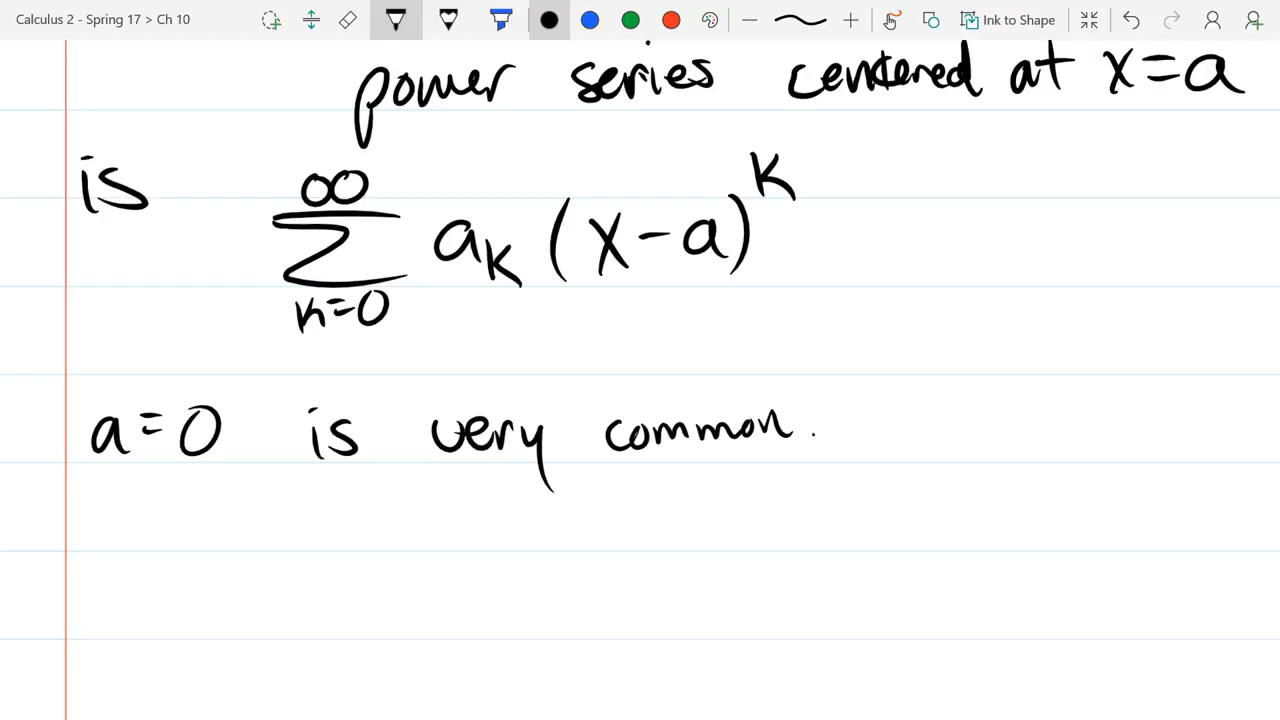 Calculus 2 - Spring 17 > Ch 10
Ink to Shape
power series centered at x=a
is ∞ ∑ k=0 a_k (x-a)^k
a=0 is very common.